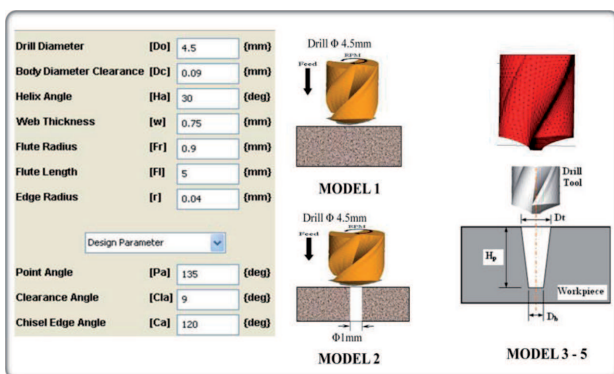 Drill Diameter [Do] 4.5 {mm}
Body Diameter Clearance [Dc] 0.09 {mm}
Helix Angle [Ha] 30 {deg}
Web Thickness [w] 0.75 {mm}
Flute Radius [Fr] 0.9 {mm}
Flute Length [Fl] 5 {mm}
Edge Radius [r] 0.04 {mm}
Design Parameter
Point Angle [Pa] 135 {deg}
Clearance Angle [Cla] 9 {deg}
Chisel Edge Angle [Ca] 120 {deg}
Drill Φ 4.5mm
RPM
Feed
MODEL 1
Drill Φ 4.5mm
RPM
Feed
Φ1mm
MODEL 2
Drill
Tool
Dt
Hp
Workpiece
Db
MODEL 3 - 5